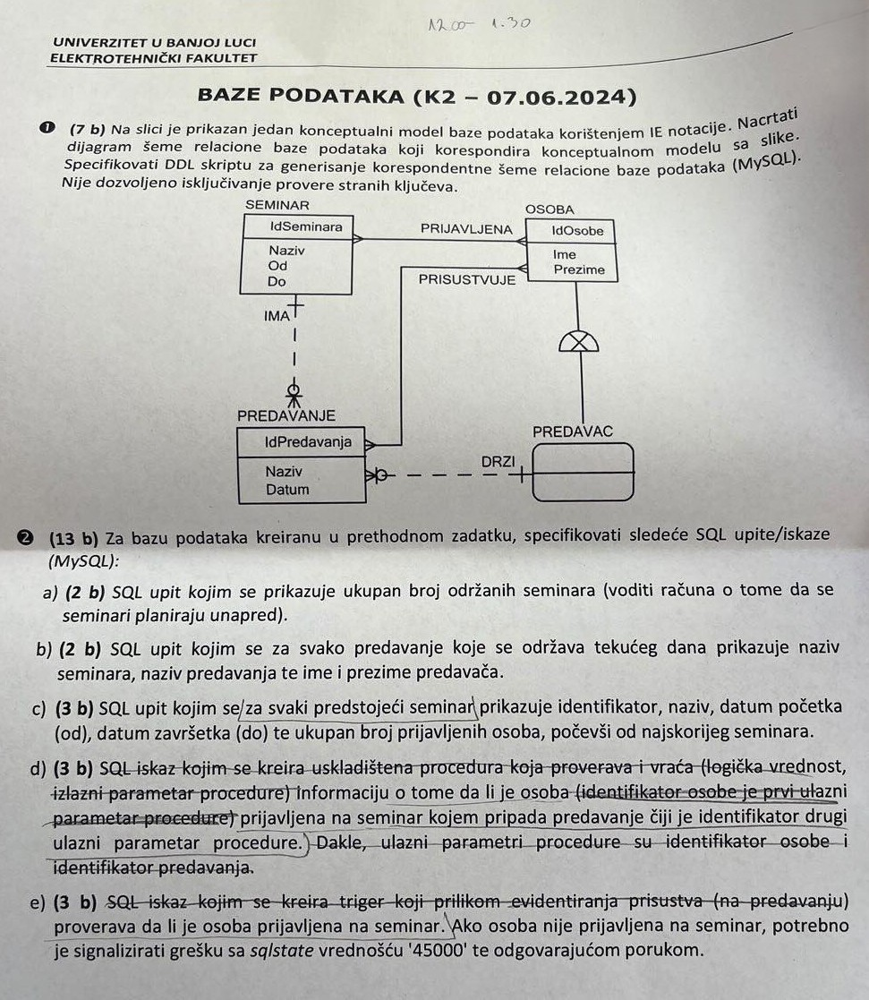 12.00 - 1.30
UNIVERZITET U BANJOJ LUCI
ELEKTROTEHNIČKI FAKULTET
BAZE PODATAKA (K2 – 07.06.2024)
❶ (7 b) Na slici je prikazan jedan konceptualni model baze podataka korištenjem IE notacije. Nacrtati
dijagram šeme relacione baze podataka koji korespondira konceptualnom modelu sa slike.
Specifikovati DDL skriptu za generisanje korespondentne šeme relacione baze podataka (MySQL).
Nije dozvoljeno isključivanje provere stranih ključeva.
SEMINAR
IdSeminara
Naziv
Od
Do
PRIJAVLJENA
OSOBA
IdOsobe
Ime
Prezime
PRISUSTVUJE
IMA
PREDAVANJE
IdPredavanja
Naziv
Datum
DRZI
PREDAVAC
❷ (13 b) Za bazu podataka kreiranu u prethodnom zadatku, specifikovati sledeće SQL upite/iskaze
(MySQL):
a) (2 b) SQL upit kojim se prikazuje ukupan broj održanih seminara (voditi računa o tome da se
seminari planiraju unapred).
b) (2 b) SQL upit kojim se za svako predavanje koje se održava tekućeg dana prikazuje naziv
seminara, naziv predavanja te ime i prezime predavača.
c) (3 b) SQL upit kojim se za svaki predstojeći seminar prikazuje identifikator, naziv, datum početka
(od), datum završetka (do) te ukupan broj prijavljenih osoba, počevši od najskorijeg seminara.
d) (3 b) SQL iskaz kojim se kreira uskladištena procedura koja proverava i vraća (logička vrednost,
izlazni parametar procedure) informaciju o tome da li je osoba (identifikator osobe je prvi ulazni
parametar procedure) prijavljena na seminar kojem pripada predavanje čiji je identifikator drugi
ulazni parametar procedure. Dakle, ulazni parametri procedure su identifikator osobe i
identifikator predavanja.
e) (3 b) SQL iskaz kojim se kreira triger koji prilikom evidentiranja prisustva (na predavanju)
proverava da li je osoba prijavljena na seminar. Ako osoba nije prijavljena na seminar, potrebno
je signalizirati grešku sa sqlstate vrednošću '45000' te odgovarajućom porukom.